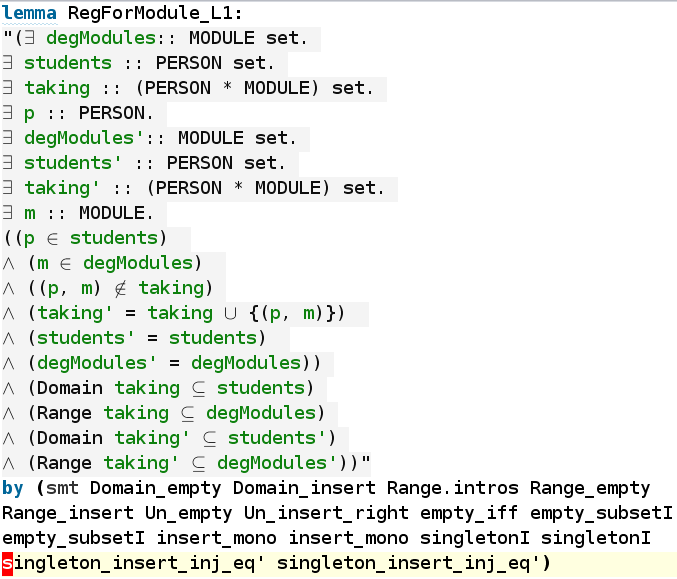 lemma RegForModule_L1:
"(∃ degModules:: MODULE set.
∃ students :: PERSON set.
∃ taking :: (PERSON * MODULE) set.
∃ p :: PERSON.
∃ degModules':: MODULE set.
∃ students' :: PERSON set.
∃ taking' :: (PERSON * MODULE) set.
∃ m :: MODULE.
((p ∈ students)
∧ (m ∈ degModules)
∧ ((p, m) ∉ taking)
∧ (taking' = taking ∪ {(p, m)})
∧ (students' = students)
∧ (degModules' = degModules))
∧ (Domain taking ⊆ students)
∧ (Range taking ⊆ degModules)
∧ (Domain taking' ⊆ students')
∧ (Range taking' ⊆ degModules'))"
by (smt Domain_empty Domain_insert Range.intros Range_empty
Range_insert Un_empty Un_insert_right empty_iff empty_subsetI
empty_subsetI insert_mono insert_mono singletonI singletonI
singleton_insert_inj_eq' singleton_insert_inj_eq')